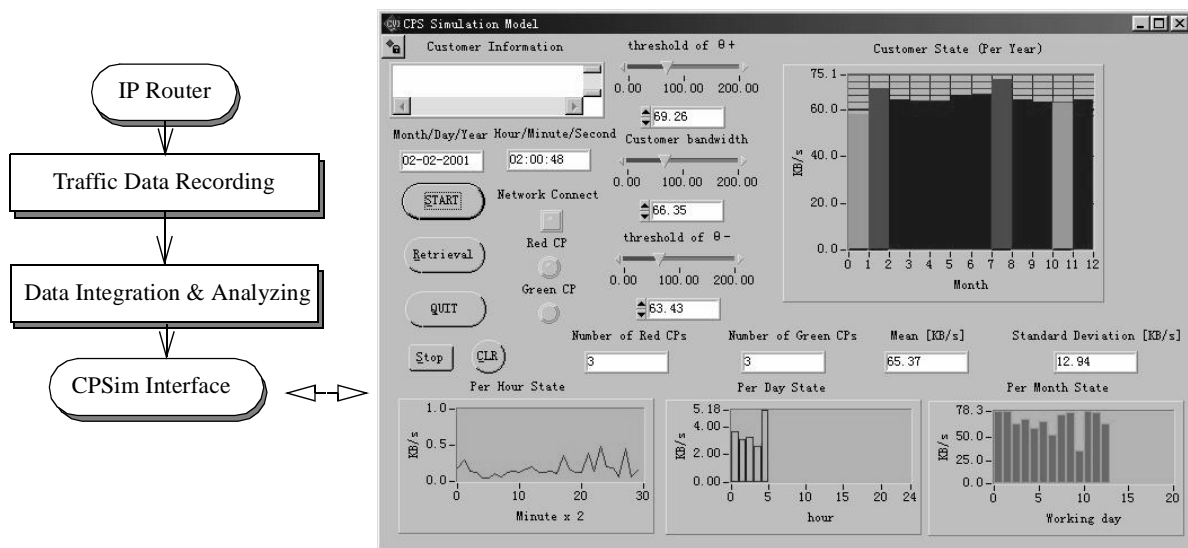 IP Router
Traffic Data Recording
Data Integration & Analyzing
CPSim Interface
CVI CPS Simulation Model
Customer Information
Month/Day/Year Hour/Minute/Second
02-02-2001 02:00:48
START
Retrieval
QUIT
Stop CLR
Network Connect
Red CP
Green CP
threshold of θ+
0.00 100.00 200.00
69.26
Customer bandwidth
0.00 100.00 200.00
66.35
threshold of θ-
0.00 100.00 200.00
63.43
Customer State (Per Year)
75.1
60.0
40.0
20.0
0.0
KB/s
0 1 2 3 4 5 6 7 8 9 10 11 12
Month
Number of Red CPs Number of Green CPs Mean [KB/s] Standard Deviation [KB/s]
3 3 65.37 12.94
Per Hour State
1.0
0.5
0.0
KB/s
0 10 20 30
Minute x 2
Per Day State
5.18
4.00
2.00
0.00
KB/s
0 5 10 15 20 24
hour
Per Month State
78.3
50.0
25.0
0.0
KB/s
0 5 10 15 20
Working day